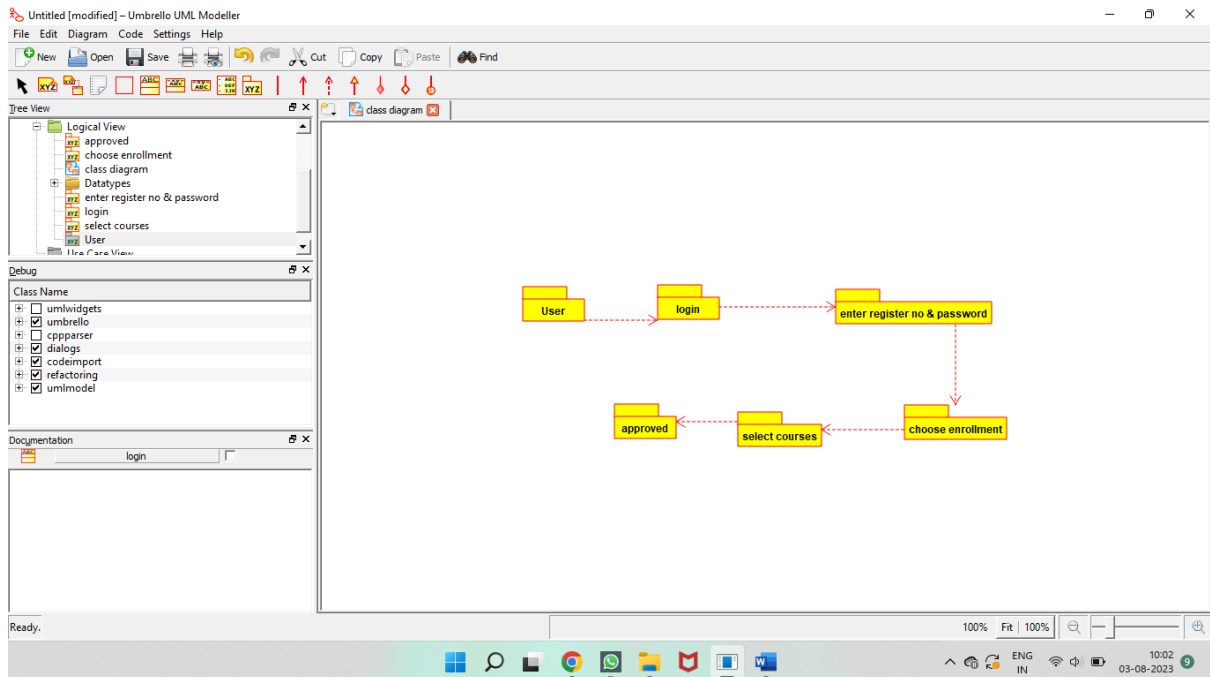 Untitled [modified] – Umbrello UML Modeller
File Edit Diagram Code Settings Help
New Open Save Cut Copy Paste Find
Tree View
class diagram
Logical View
approved
choose enrollment
class diagram
Datatypes
enter register no & password
login
select courses
User
Use Case View
Debug
Class Name
umlwidgets
umbrello
cppparser
dialogs
codeimport
refactoring
umlmodel
Documentation
login
User
login
enter register no & password
approved
select courses
choose enrollment
Ready.
100% Fit 100%
ENG
IN
10:02
03-08-2023
9